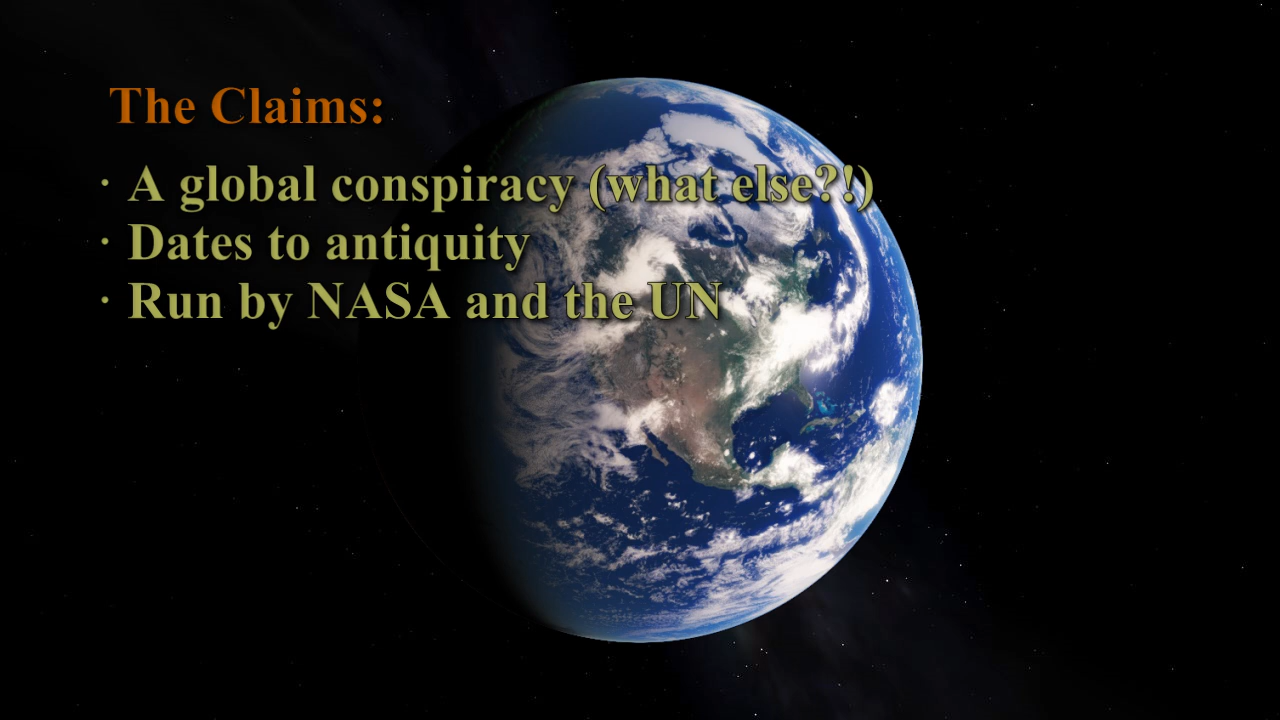 The Claims:
· A global conspiracy (what else?!)
· Dates to antiquity
· Run by NASA and the UN